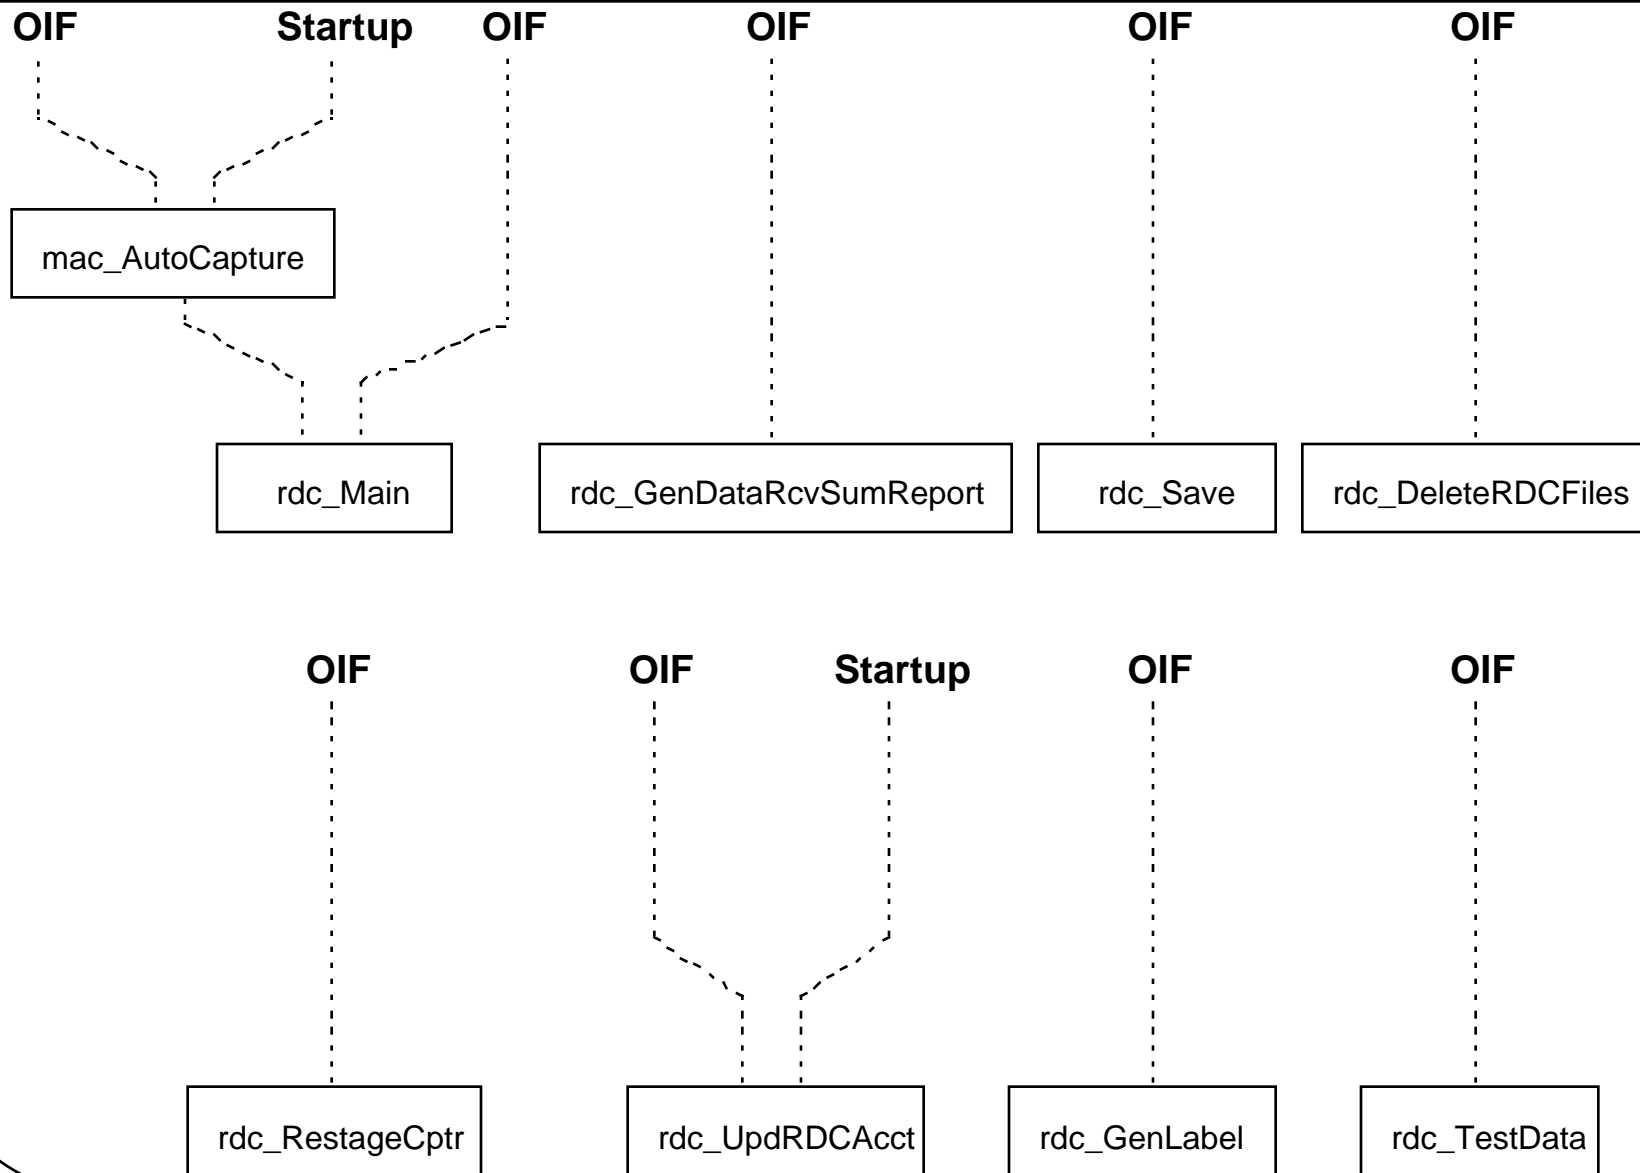 OIF Startup OIF OIF OIF OIF
mac_AutoCapture
rdc_Main rdc_GenDataRcvSumReport rdc_Save rdc_DeleteRDCFiles
OIF OIF Startup OIF OIF
rdc_RestageCptr rdc_UpdRDCAcct rdc_GenLabel rdc_TestData